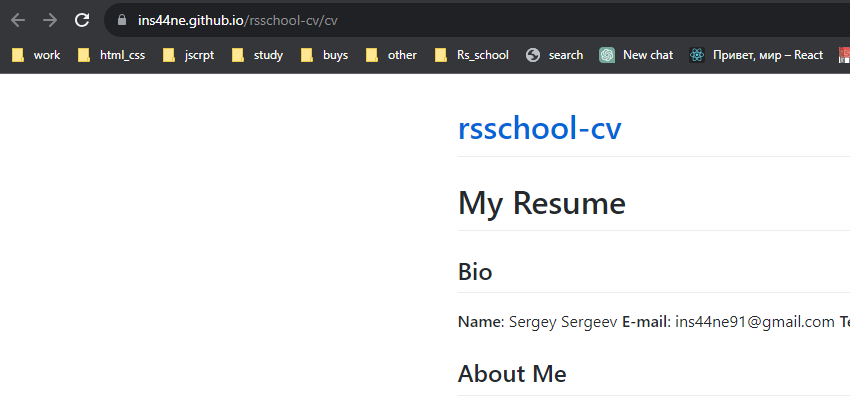 ins44ne.github.io/rsschool-cv/cv
work html_css jscrpt study buys other Rs_school search New chat Привет, мир – React
rsschool-cv
My Resume
Bio
Name: Sergey Sergeev E-mail: ins44ne91@gmail.com
About Me